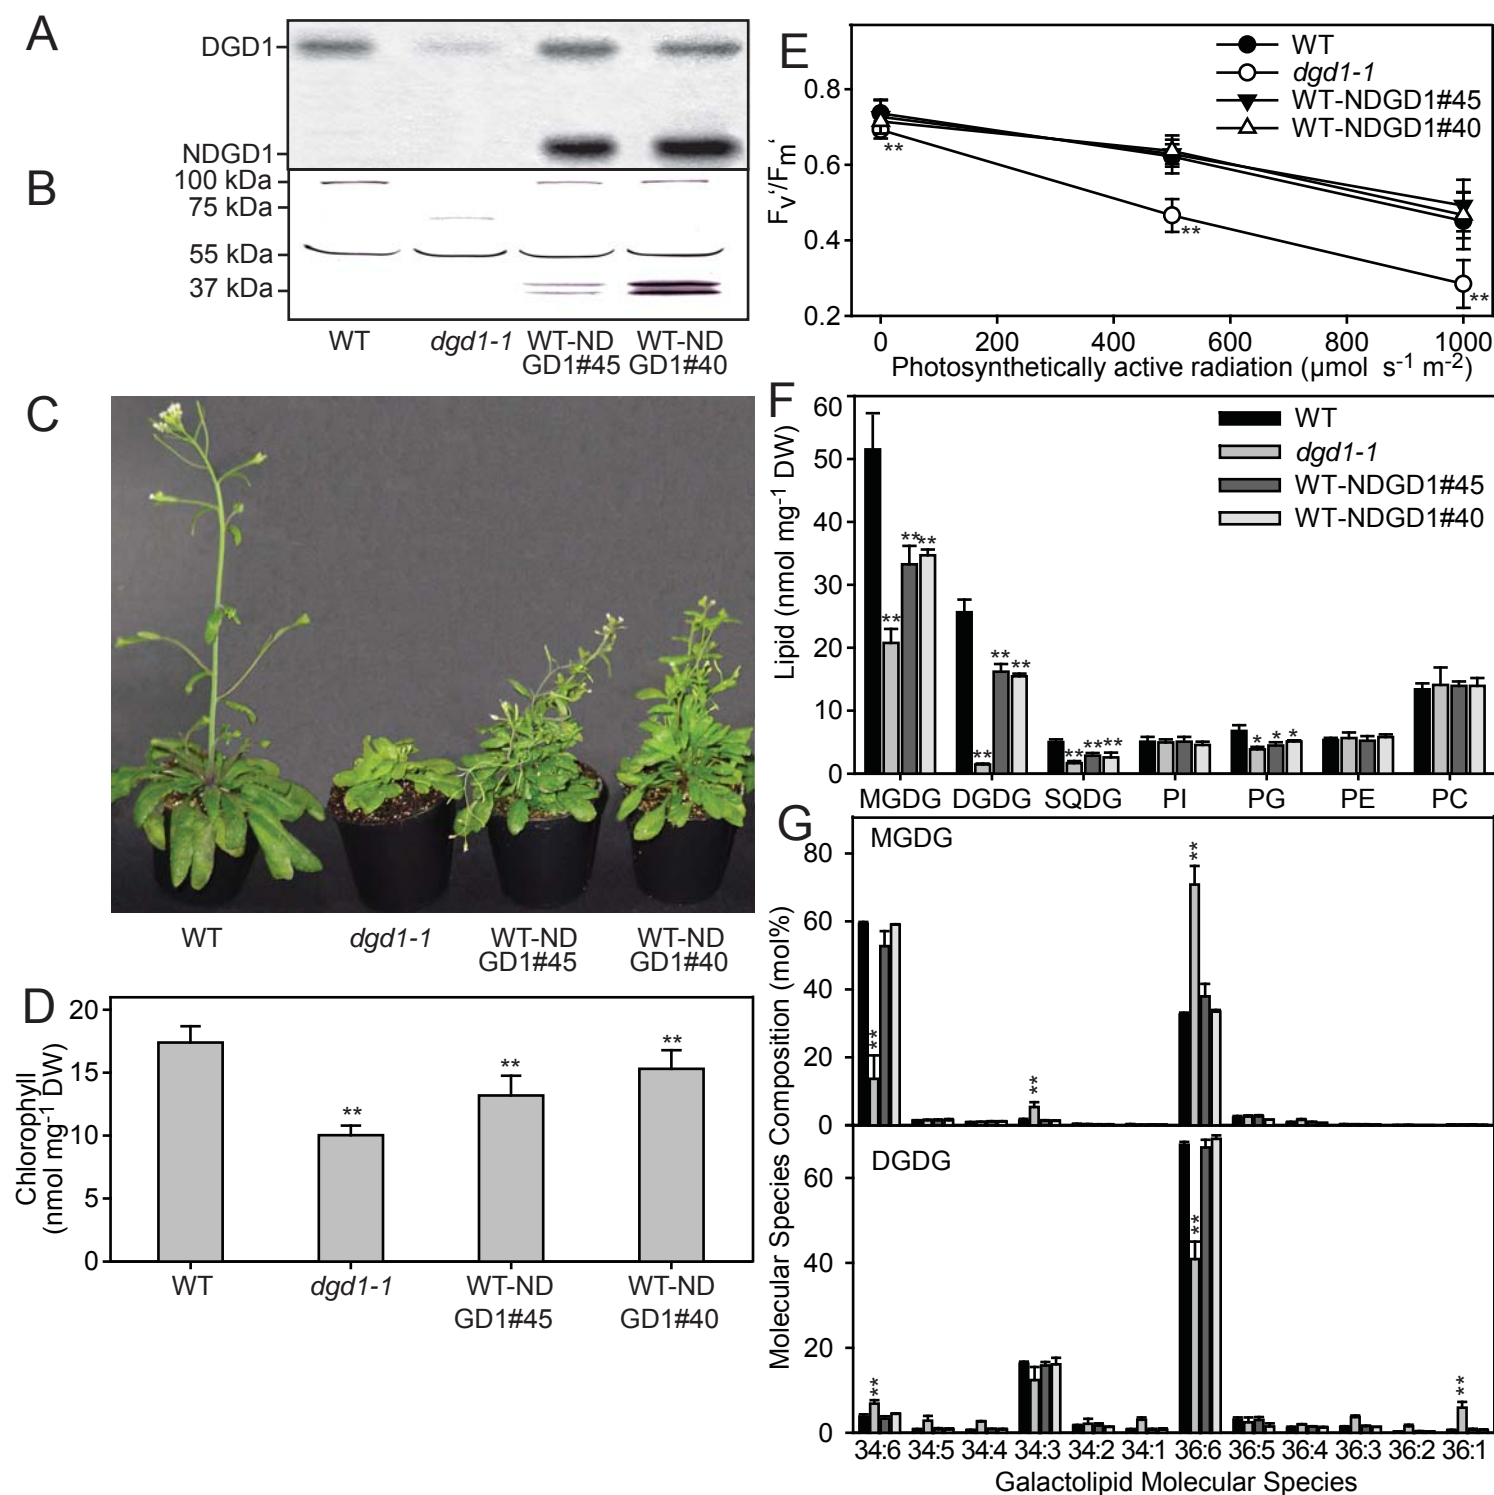 A
DGD1
NDGD1
B
100 kDa
75 kDa
55 kDa
37 kDa
WT
dgd1-1
WT-ND
GD1#45
WT-ND
GD1#40
C
WT
dgd1-1
WT-ND
GD1#45
WT-ND
GD1#40
D
Chlorophyll
(nmol mg⁻¹ DW)
20
15
10
5
0
**
**
**
WT
dgd1-1
WT-ND
GD1#45
WT-ND
GD1#40
E
Fv‘/Fm‘
0.8
0.6
0.4
0.2
WT
dgd1-1
WT-NDGD1#45
WT-NDGD1#40
**
**
**
0 200 400 600 800 1000
Photosynthetically active radiation (µmol s⁻¹ m⁻²)
F
Lipid (nmol mg⁻¹ DW)
60
50
40
30
20
10
0
WT
dgd1-1
WT-NDGD1#45
WT-NDGD1#40
** ** **
** ** **
** ** **
* * *
MGDG DGDG SQDG PI PG PE PC
G
Molecular Species Composition (mol%)
MGDG
80
60
40
20
0
**
**
**
DGDG
60
40
20
0
**
**
**
34:6 34:5 34:4 34:3 34:2 34:1 36:6 36:5 36:4 36:3 36:2 36:1
Galactolipid Molecular Species